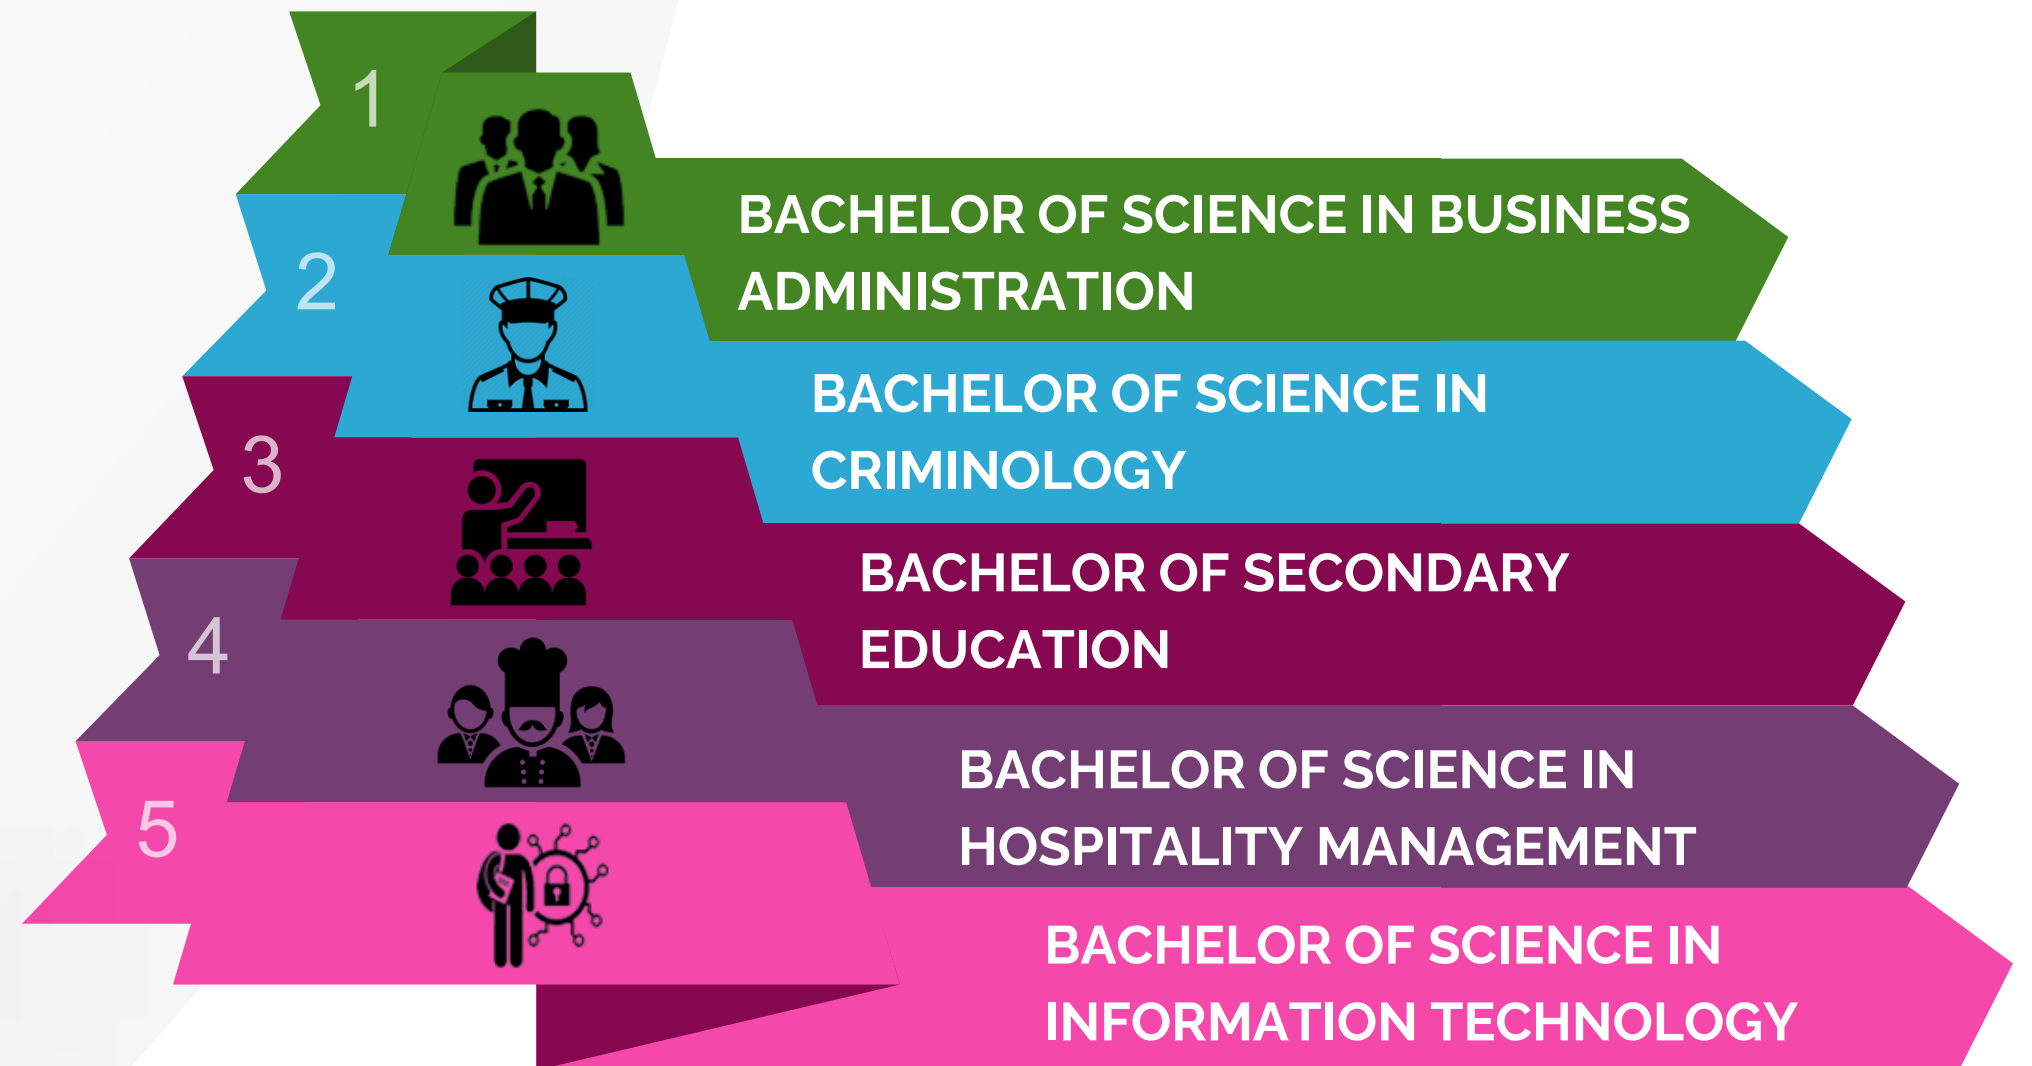 1
BACHELOR OF SCIENCE IN BUSINESS
ADMINISTRATION
2
BACHELOR OF SCIENCE IN
CRIMINOLOGY
3
BACHELOR OF SECONDARY
EDUCATION
4
BACHELOR OF SCIENCE IN
HOSPITALITY MANAGEMENT
5
BACHELOR OF SCIENCE IN
INFORMATION TECHNOLOGY